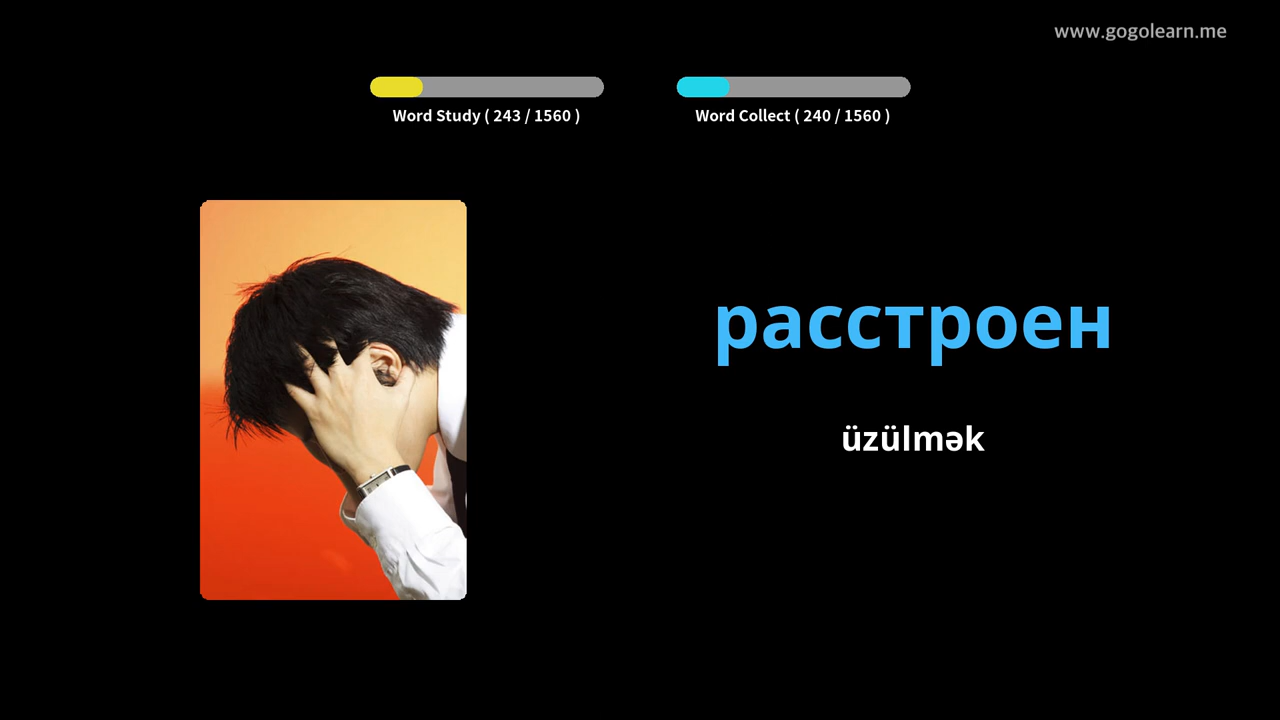 www.gogolearn.me
Word Study ( 243 / 1560 )
Word Collect ( 240 / 1560 )
расстроен
üzülmək